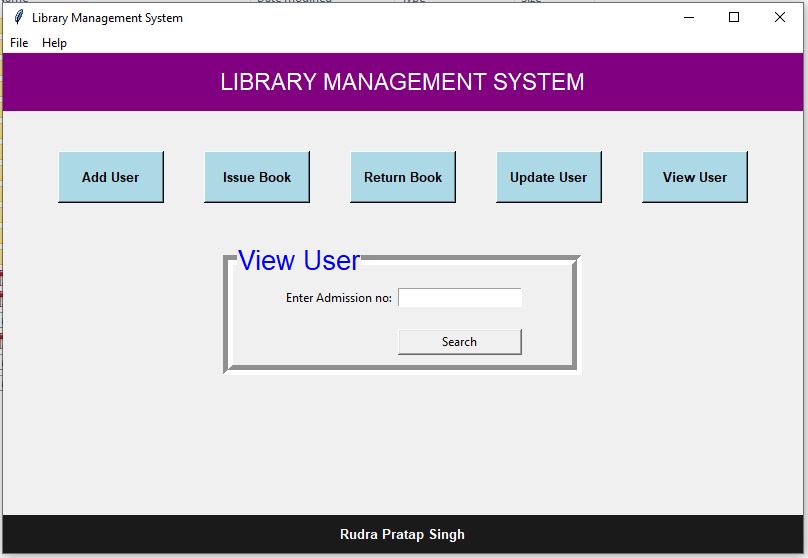 Library Management System
File Help
LIBRARY MANAGEMENT SYSTEM
Add User Issue Book Return Book Update User View User
View User
Enter Admission no:
Search
Rudra Pratap Singh